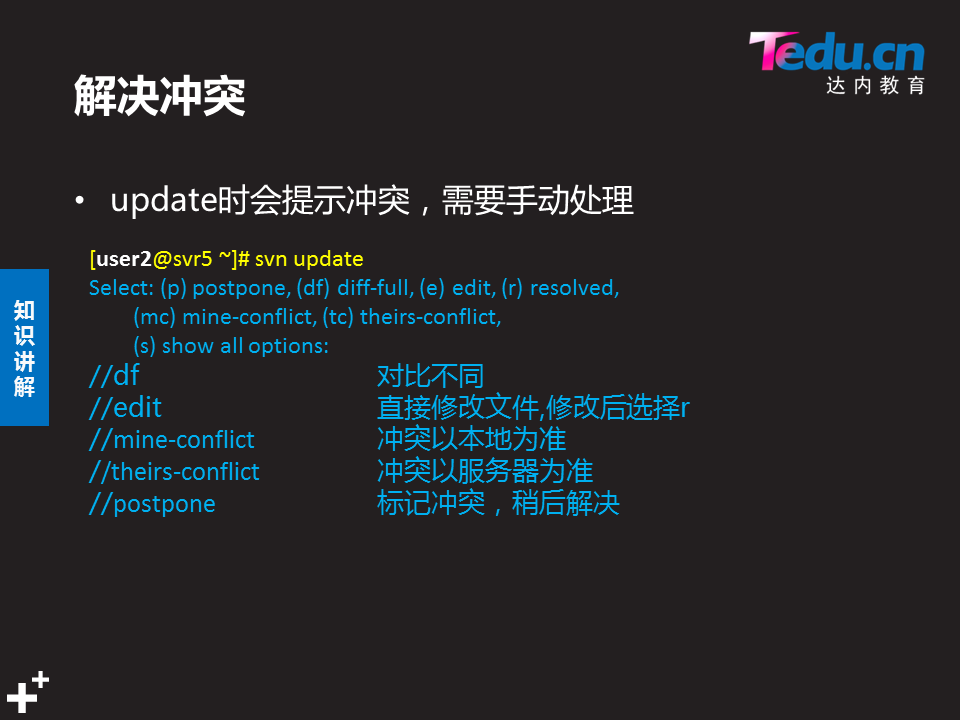 Tedu.cn
达内教育
解决冲突
• update时会提示冲突，需要手动处理
[user2@svr5 ~]# svn update
Select: (p) postpone, (df) diff-full, (e) edit, (r) resolved,
(mc) mine-conflict, (tc) theirs-conflict,
(s) show all options:
//df 对比不同
//edit 直接修改文件,修改后选择r
//mine-conflict 冲突以本地为准
//theirs-conflict 冲突以服务器为准
//postpone 标记冲突，稍后解决
知识讲解